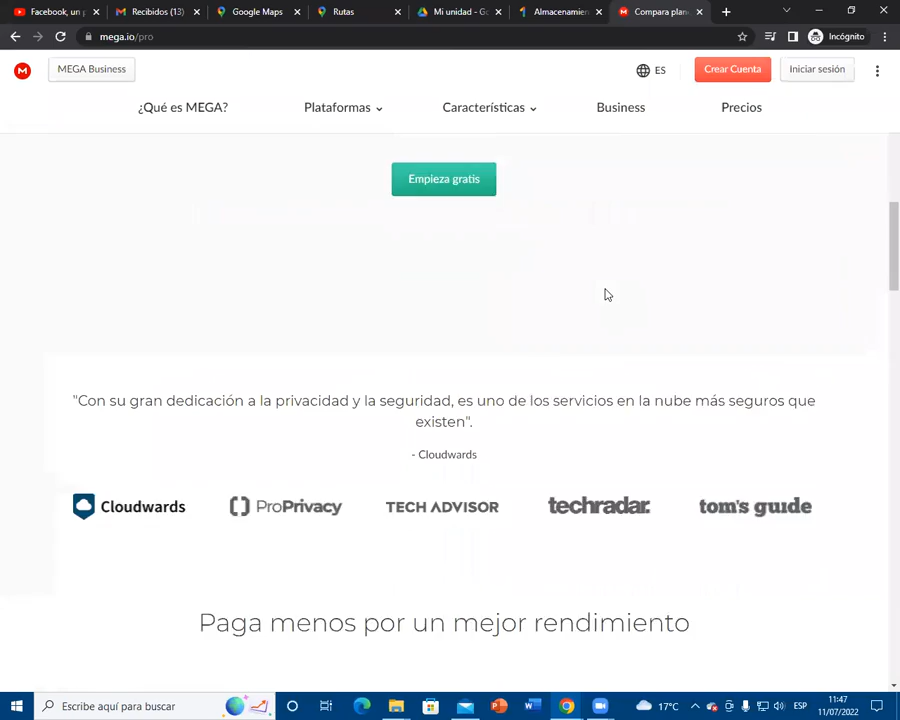 Facebook, un p
Recibidos (13)
Google Maps
Rutas
Mi unidad - Go
Almacenamien
Compara plane
mega.io/pro
Incógnito
MEGA Business
ES
Crear Cuenta
Iniciar sesión
¿Qué es MEGA?
Plataformas
Características
Business
Precios
Empieza gratis
"Con su gran dedicación a la privacidad y la seguridad, es uno de los servicios en la nube más seguros que
existen".
- Cloudwards
Cloudwards
ProPrivacy
TECH ADVISOR
techradar.
tom's guide
Paga menos por un mejor rendimiento
Escribe aquí para buscar
17°C
ESP
11:47
11/07/2022